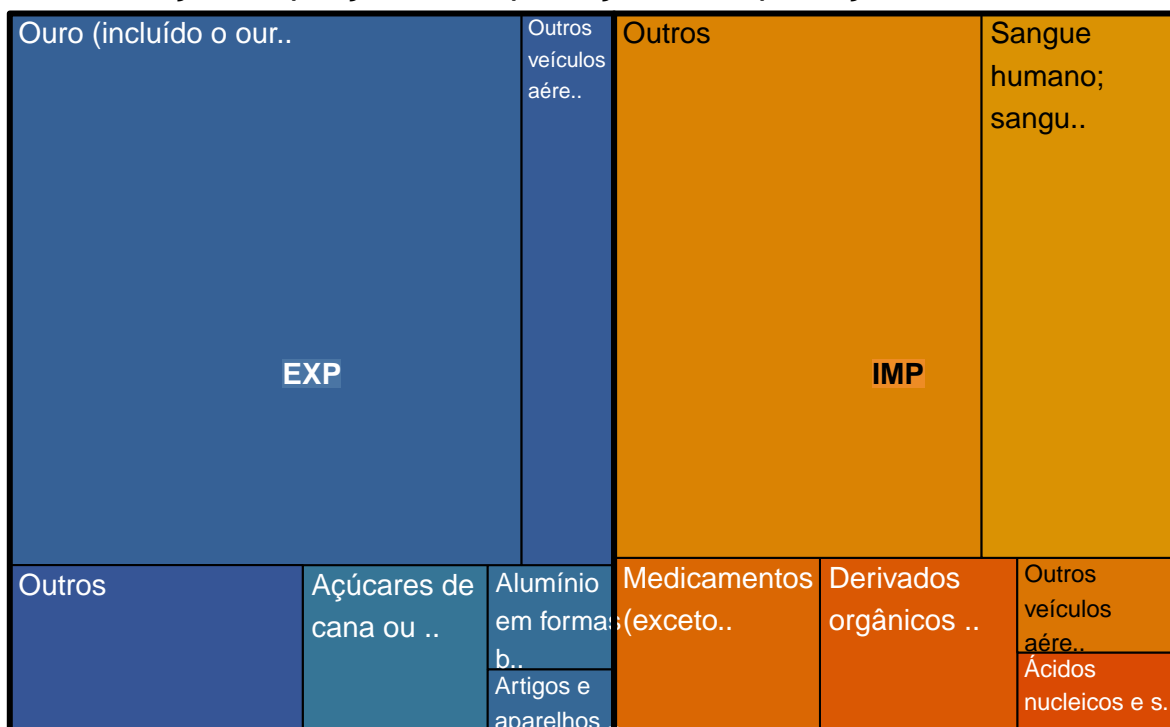 Ouro (incluído o our..
Outros
veículos
aére..
Outros
Sangue
humano;
sangu..
EXP
IMP
Outros
Açúcares de
cana ou ..
Alumínio
em formas
b..
Artigos e
aparelhos
Medicamentos
(exceto..
Derivados
orgânicos ..
Outros
veículos
aére..
Ácidos
nucleicos e s..